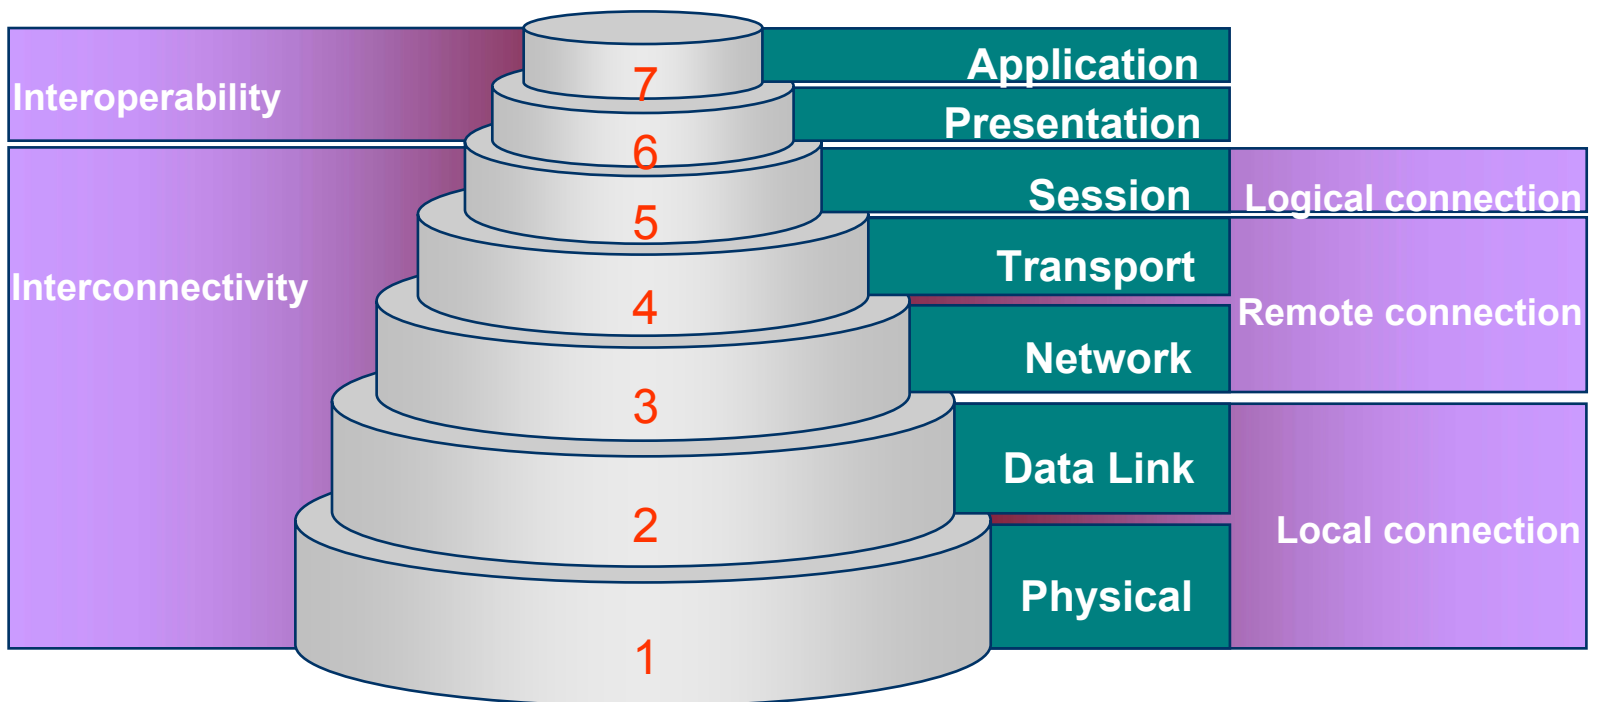 7 Application
Interoperability
6 Presentation
5 Session Logical connection
4 Transport
Interconnectivity
Remote connection
3 Network
2 Data Link
Local connection
1 Physical